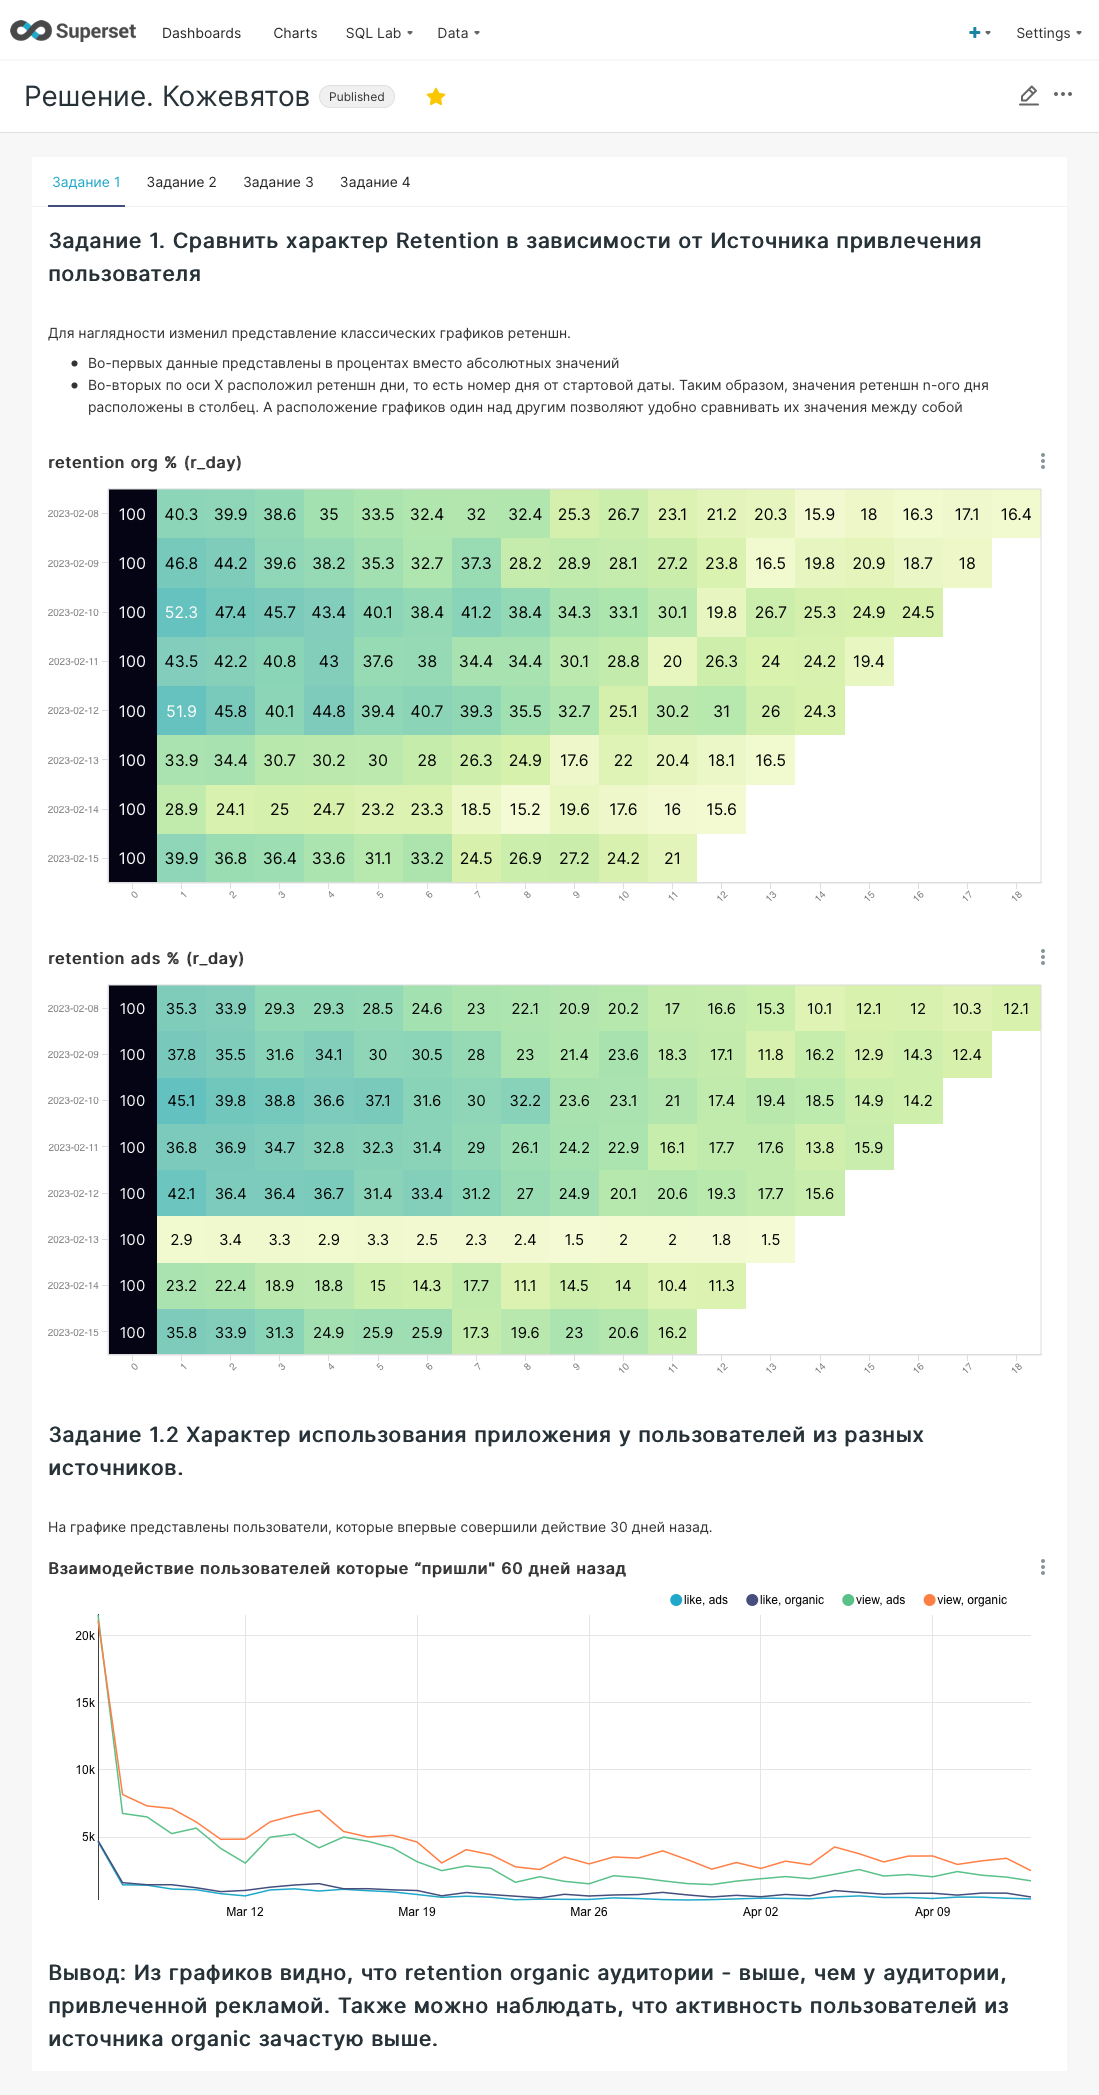 Superset Dashboards Charts SQL Lab Data + Settings
Решение. Кожевятов Published
Задание 1 Задание 2 Задание 3 Задание 4
Задание 1. Сравнить характер Retention в зависимости от Источника привлечения
пользователя
Для наглядности изменил представление классических графиков ретеншн.
Во-первых данные представлены в процентах вместо абсолютных значений
Во-вторых по оси X расположил ретеншн дни, то есть номер дня от стартовой даты. Таким образом, значения ретеншн n-ого дня
расположены в столбец. А расположение графиков один над другим позволяют удобно сравнивать их значения между собой
retention org % (r_day)
2023-02-08 100 40.3 39.9 38.6 35 33.5 32.4 32 32.4 25.3 26.7 23.1 21.2 20.3 15.9 18 16.3 17.1 16.4
2023-02-09 100 46.8 44.2 39.6 38.2 35.3 32.7 37.3 28.2 28.9 28.1 27.2 23.8 16.5 19.8 20.9 18.7 18
2023-02-10 100 52.3 47.4 45.7 43.4 40.1 38.4 41.2 38.4 34.3 33.1 30.1 19.8 26.7 25.3 24.9 24.5
2023-02-11 100 43.5 42.2 40.8 43 37.6 38 34.4 34.4 30.1 28.8 20 26.3 24 24.2 19.4
2023-02-12 100 51.9 45.8 40.1 44.8 39.4 40.7 39.3 35.5 32.7 25.1 30.2 31 26 24.3
2023-02-13 100 33.9 34.4 30.7 30.2 30 28 26.3 24.9 17.6 22 20.4 18.1 16.5
2023-02-14 100 28.9 24.1 25 24.7 23.2 23.3 18.5 15.2 19.6 17.6 16 15.6
2023-02-15 100 39.9 36.8 36.4 33.6 31.1 33.2 24.5 26.9 27.2 24.2 21
0 1 2 3 4 5 6 7 8 9 10 11 12 13 14 15 16 17 18
retention ads % (r_day)
2023-02-08 100 35.3 33.9 29.3 29.3 28.5 24.6 23 22.1 20.9 20.2 17 16.6 15.3 10.1 12.1 12 10.3 12.1
2023-02-09 100 37.8 35.5 31.6 34.1 30 30.5 28 23 21.4 23.6 18.3 17.1 11.8 16.2 12.9 14.3 12.4
2023-02-10 100 45.1 39.8 38.8 36.6 37.1 31.6 30 32.2 23.6 23.1 21 17.4 19.4 18.5 14.9 14.2
2023-02-11 100 36.8 36.9 34.7 32.8 32.3 31.4 29 26.1 24.2 22.9 16.1 17.7 17.6 13.8 15.9
2023-02-12 100 42.1 36.4 36.4 36.7 31.4 33.4 31.2 27 24.9 20.1 20.6 19.3 17.7 15.6
2023-02-13 100 2.9 3.4 3.3 2.9 3.3 2.5 2.3 2.4 1.5 2 2 1.8 1.5
2023-02-14 100 23.2 22.4 18.9 18.8 15 14.3 17.7 11.1 14.5 14 10.4 11.3
2023-02-15 100 35.8 33.9 31.3 24.9 25.9 25.9 17.3 19.6 23 20.6 16.2
0 1 2 3 4 5 6 7 8 9 10 11 12 13 14 15 16 17 18
Задание 1.2 Характер использования приложения у пользователей из разных
источников.
На графике представлены пользователи, которые впервые совершили действие 30 дней назад.
Взаимодействие пользователей которые “пришли" 60 дней назад
like, ads like, organic view, ads view, organic
20k
15k
10k
5k
Mar 12 Mar 19 Mar 26 Apr 02 Apr 09
Вывод: Из графиков видно, что retention organic аудитории - выше, чем у аудитории,
привлеченной рекламой. Также можно наблюдать, что активность пользователей из
источника organic зачастую выше.